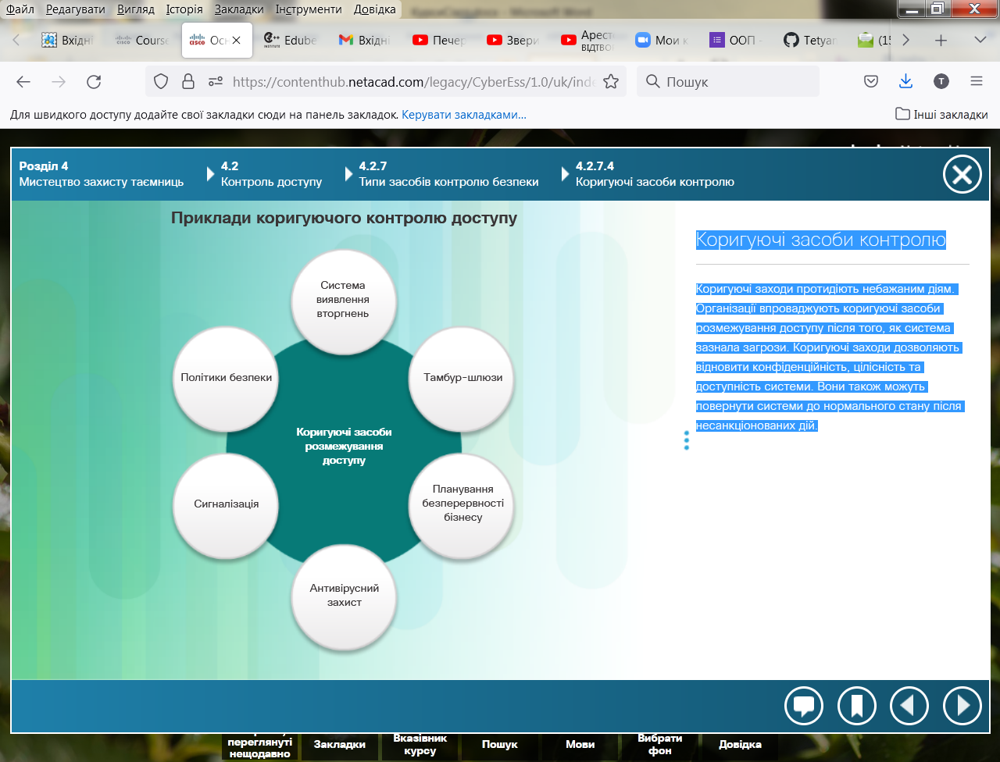 Файл Редагувати Вигляд Історія Закладки Інструменти Довідка
Microsoft Word
Вхідні
Course
Осн
Edube
Вхідні
Печер
Звери
Арест
ВІДТВО
Мои к
ООП -
Tetyan
(15
https://contenthub.netacad.com/legacy/CyberEss/1.0/uk/inde
Пошук
T
Для швидкого доступу додайте свої закладки сюди на панель закладок. Керувати закладками...
Інші закладки
Розділ 4
Мистецтво захисту таємниць
4.2
Контроль доступу
4.2.7
Типи засобів контролю безпеки
4.2.7.4
Коригуючі засоби контролю
Приклади коригуючого контролю доступу
Система
виявлення
вторгнень
Політики безпеки
Тамбур-шлюзи
Коригуючі засоби
розмежування
доступу
Сигналізація
Планування
безперервності
бізнесу
Антивірусний
захист
Коригуючі засоби контролю
Коригуючі заходи протидіють небажаним діям.
Організації впроваджують коригуючі засоби
розмежування доступу після того, як система
зазнала загрози. Коригуючі заходи дозволяють
відновити конфіденційність, цілісність та
доступність системи. Вони також можуть
повернути системи до нормального стану після
несанкціонованих дій.
переглянуті
нещодавно
Закладки
Вказівник
курсу
Пошук
Мови
Вибрати
фон
Довідка